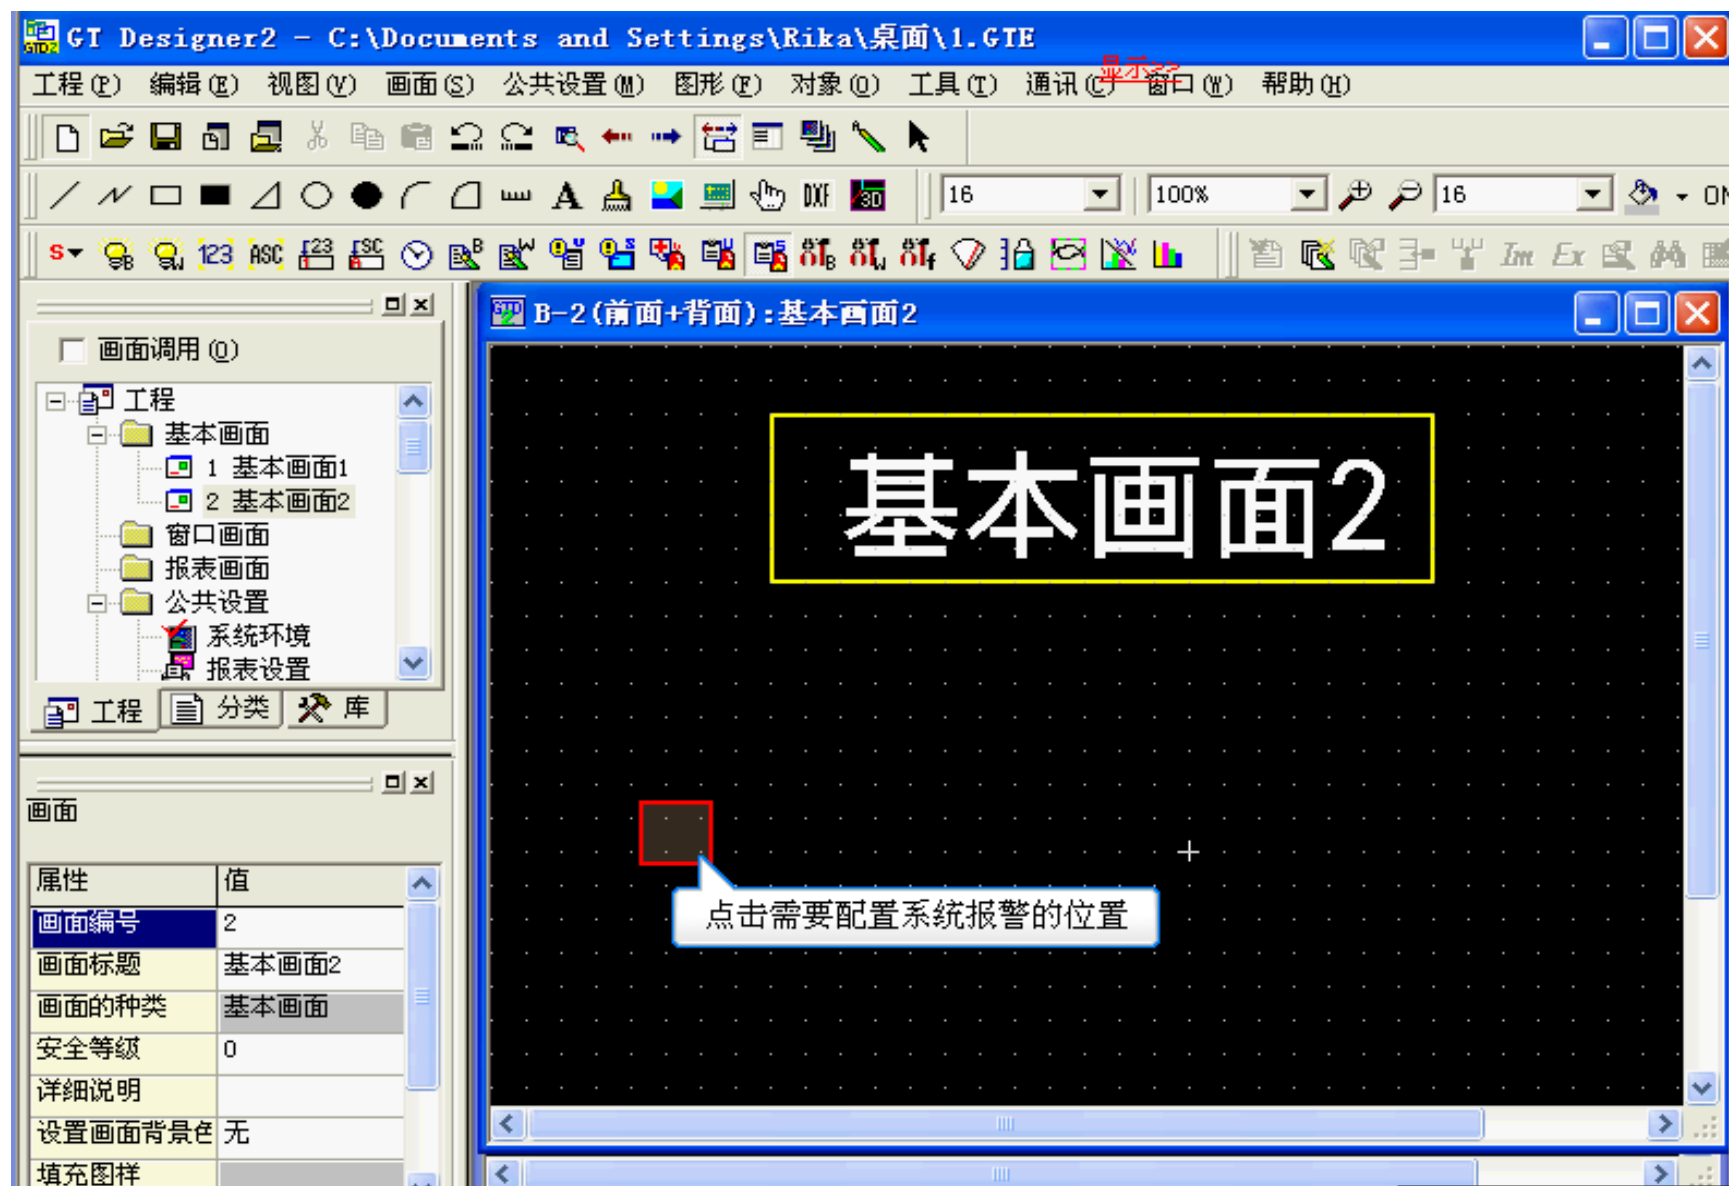 GT Designer2 - C:\Documents and Settings\Rika\桌面\1.GTE
显示>>
工程(P) 编辑(E) 视图(V) 画面(S) 公共设置(M) 图形(F) 对象(O) 工具(T) 通讯(C) 窗口(W) 帮助(H)
A DXF 3D 16 100% 16
S 123 ASC Im Ex
画面调用(O)
工程
基本画面
1 基本画面1
2 基本画面2
窗口画面
报表画面
公共设置
系统环境
报表设置
工程 分类 库
B-2(前面+背面):基本画面2
基本画面2
点击需要配置系统报警的位置
画面
属性 值
画面编号 2
画面标题 基本画面2
画面的种类 基本画面
安全等级 0
详细说明
设置画面背景色 无
填充图样